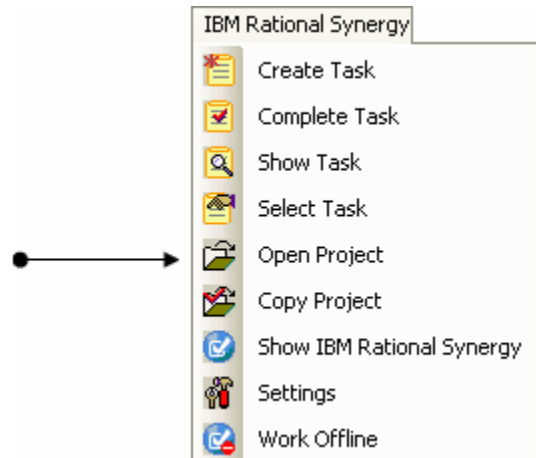 IBM Rational Synergy
Create Task
Complete Task
Show Task
Select Task
Open Project
Copy Project
Show IBM Rational Synergy
Settings
Work Offline